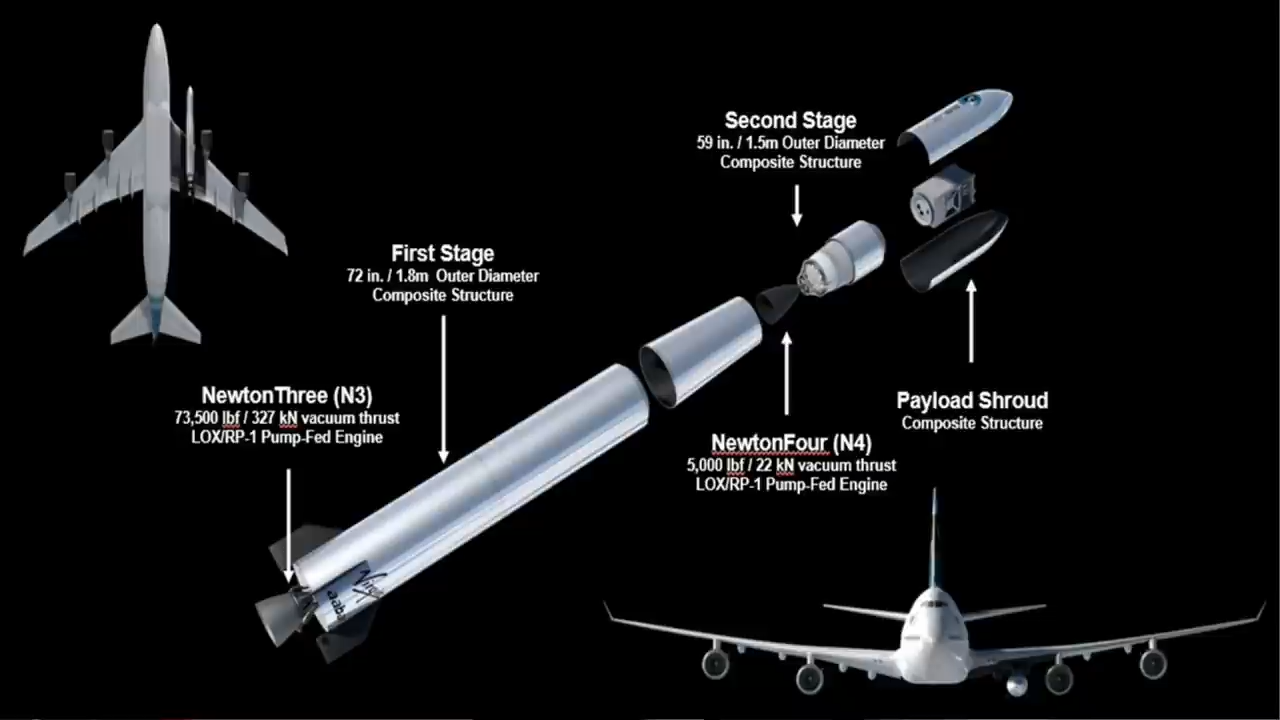 Second Stage
59 in. / 1.5m Outer Diameter
Composite Structure
First Stage
72 in. / 1.8m Outer Diameter
Composite Structure
NewtonThree (N3)
73,500 lbf / 327 kN vacuum thrust
LOX/RP-1 Pump-Fed Engine
Payload Shroud
Composite Structure
NewtonFour (N4)
5,000 lbf / 22 kN vacuum thrust
LOX/RP-1 Pump-Fed Engine
Virgin